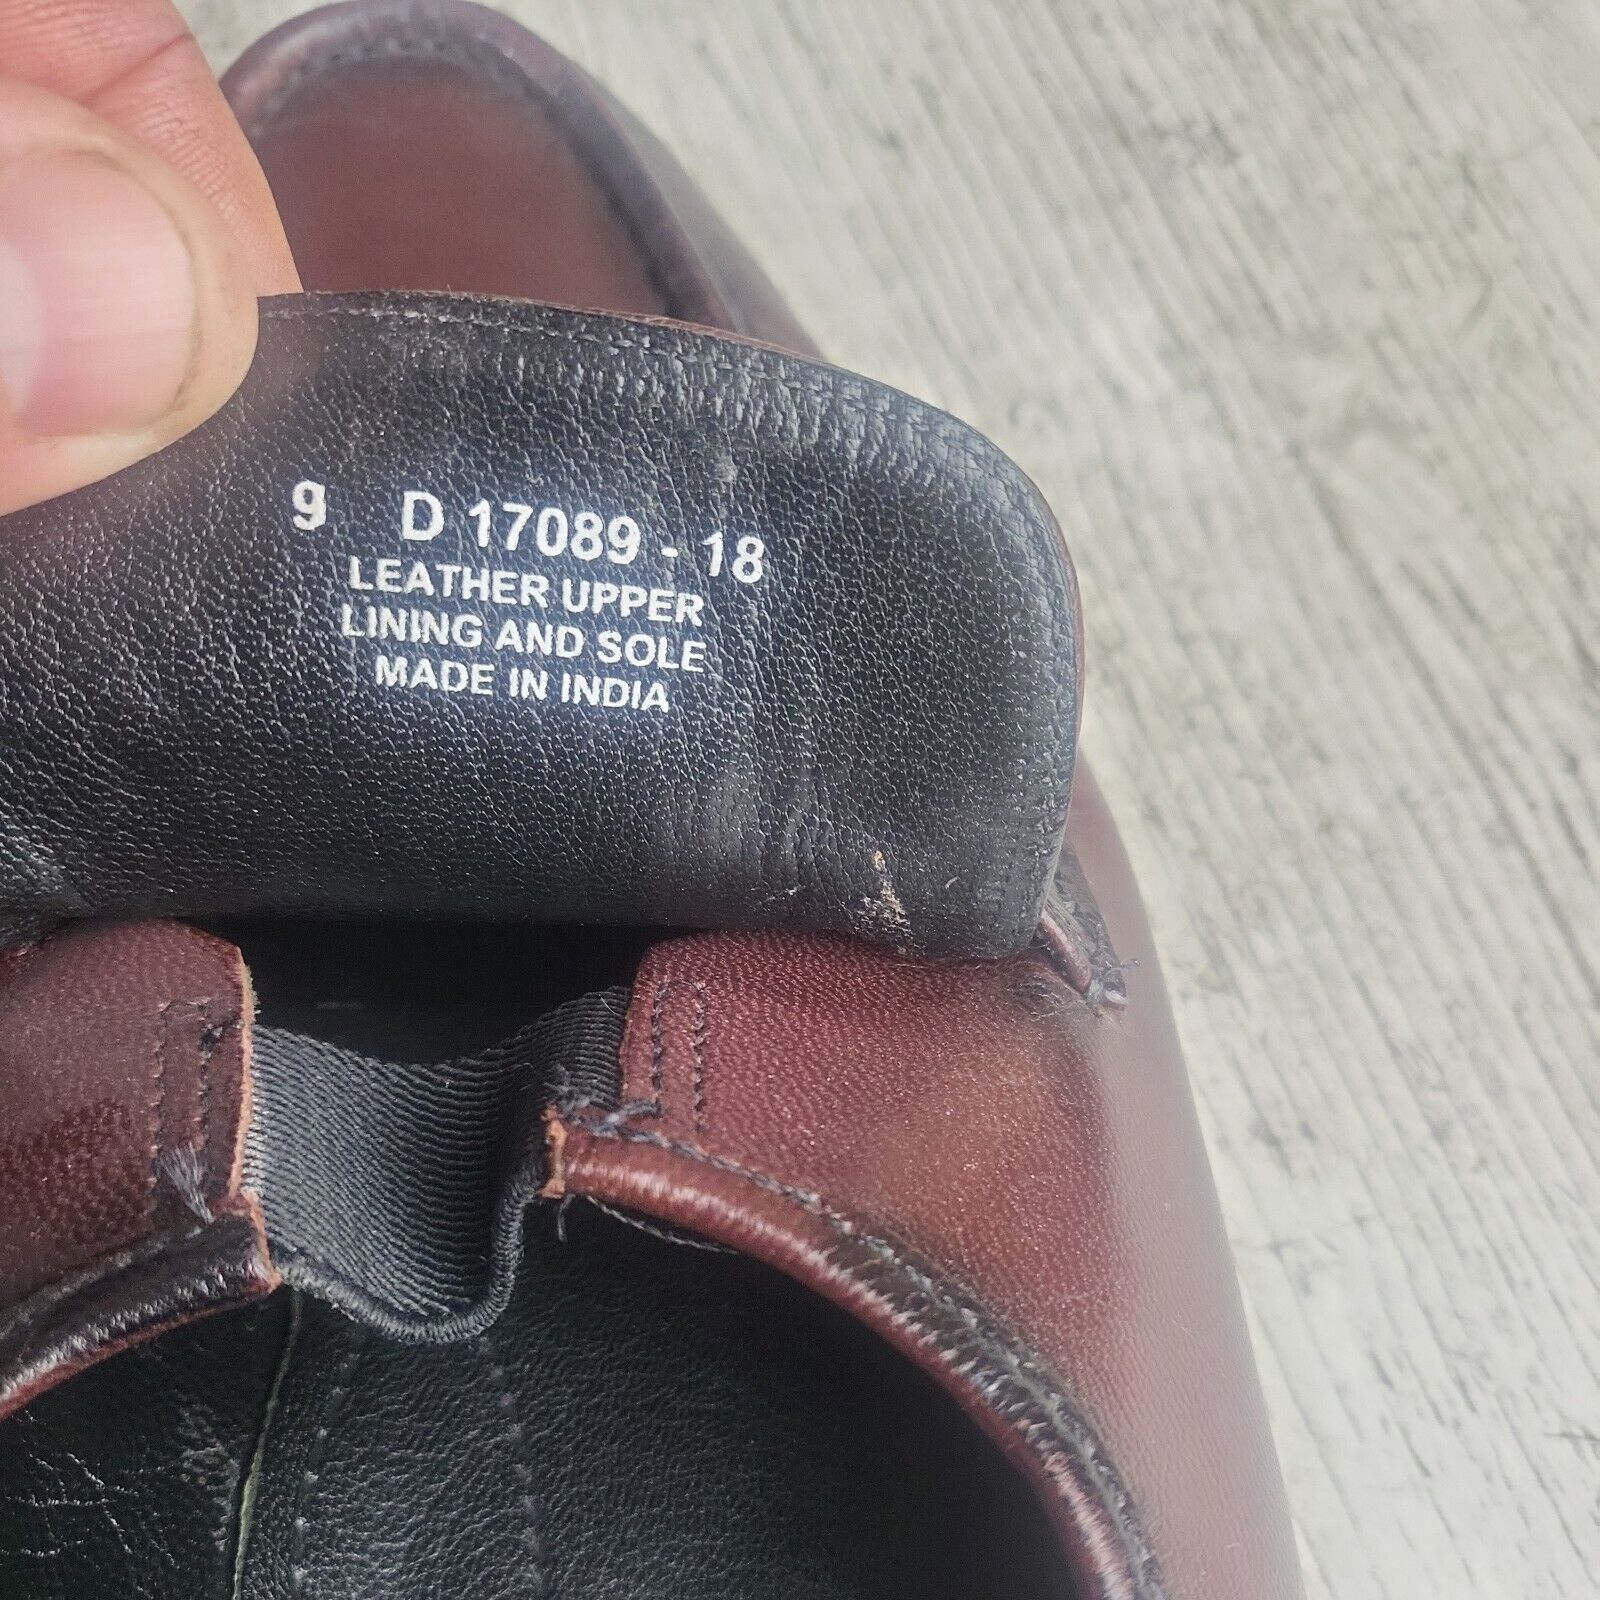 9 D 17089 - 18
LEATHER UPPER
LINING AND SOLE
MADE IN INDIA